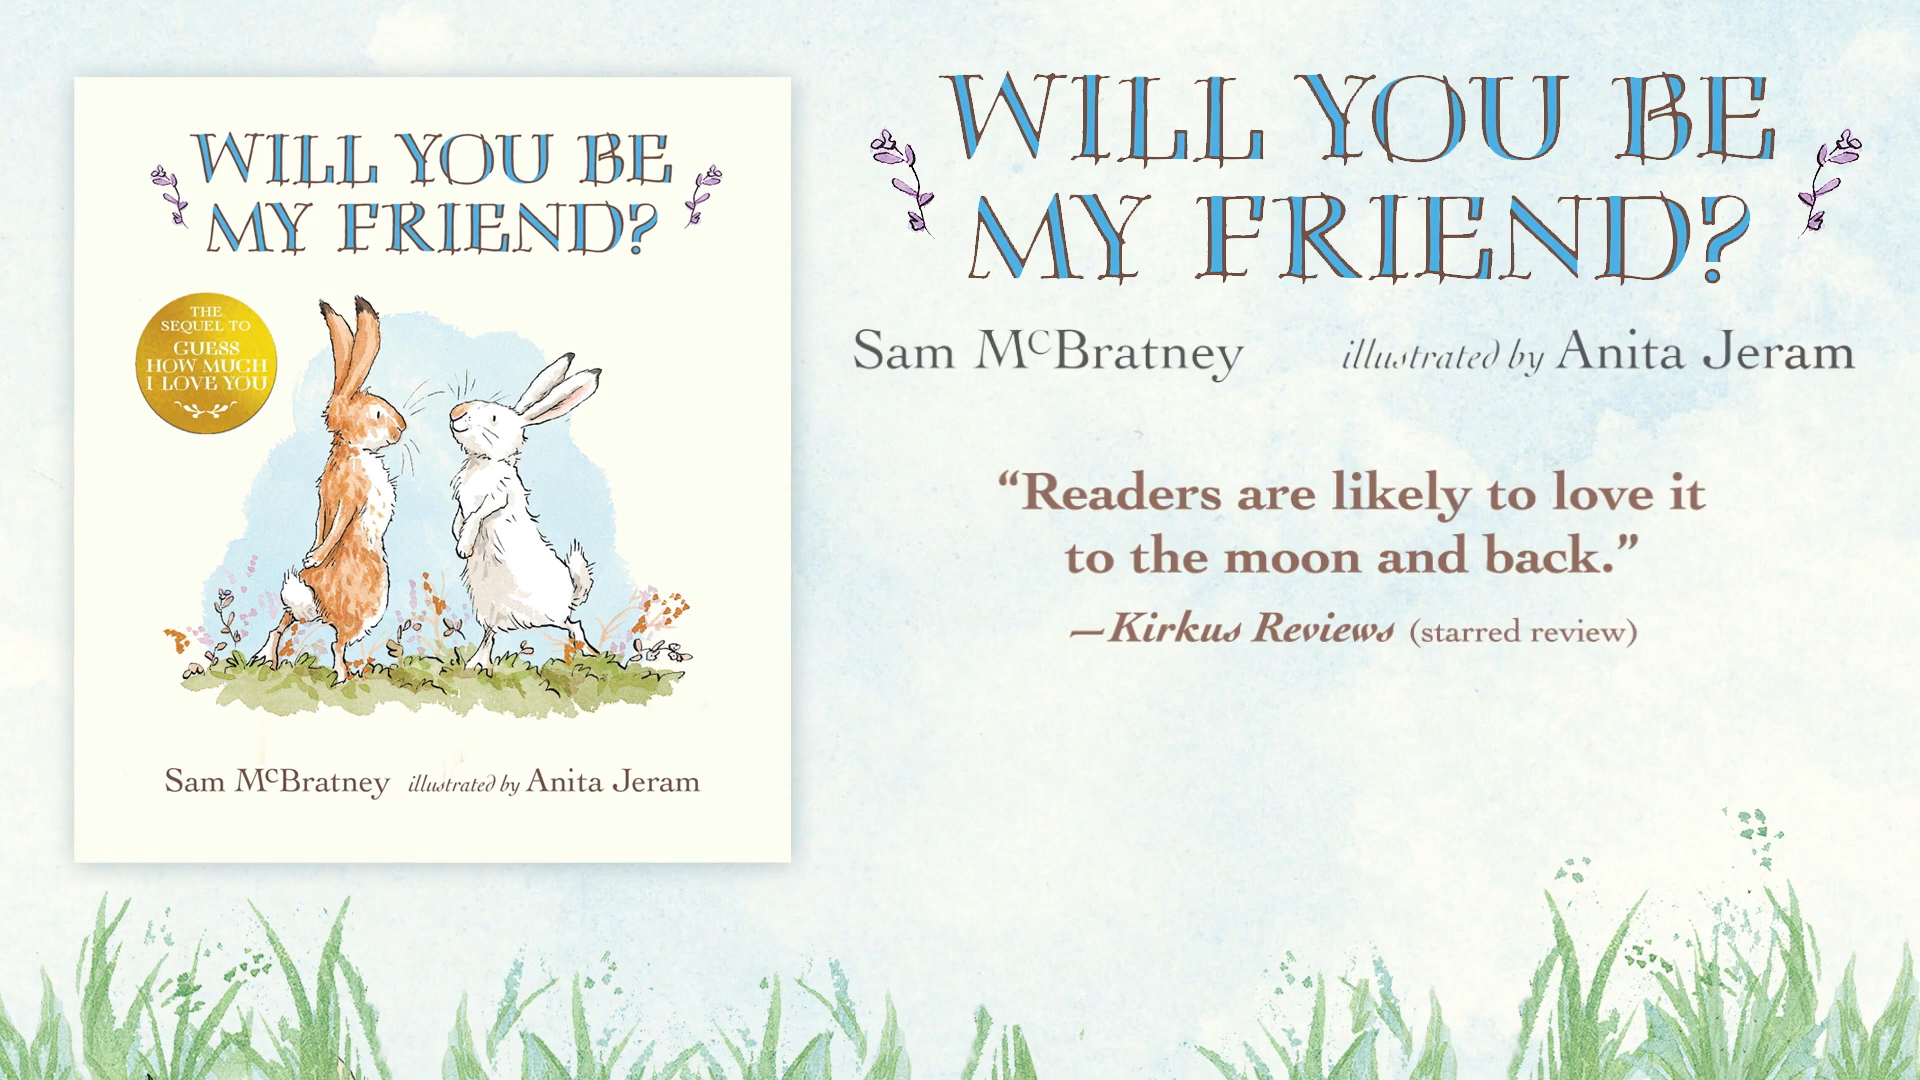 WILL YOU BE
MY FRIEND?
THE
SEQUEL TO
GUESS
HOW MUCH
I LOVE YOU
Sam McBratney illustrated by Anita Jeram
WILL YOU BE
MY FRIEND?
Sam McBratney illustrated by Anita Jeram
“Readers are likely to love it
to the moon and back.”
—Kirkus Reviews (starred review)